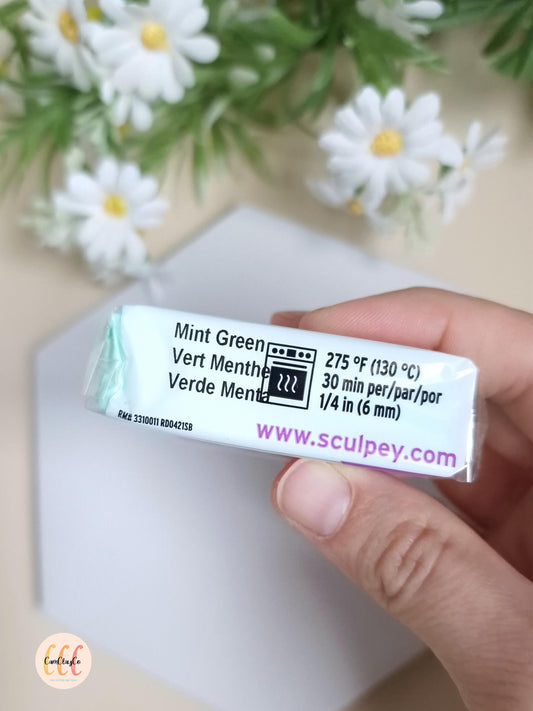 Mint Green
Vert Menthe
Verde Menta
275 °F (130 °C)
30 min per/par/por
1/4 in (6 mm)
RM# 3310011 RD0421SB
www.sculpey.com
CCC